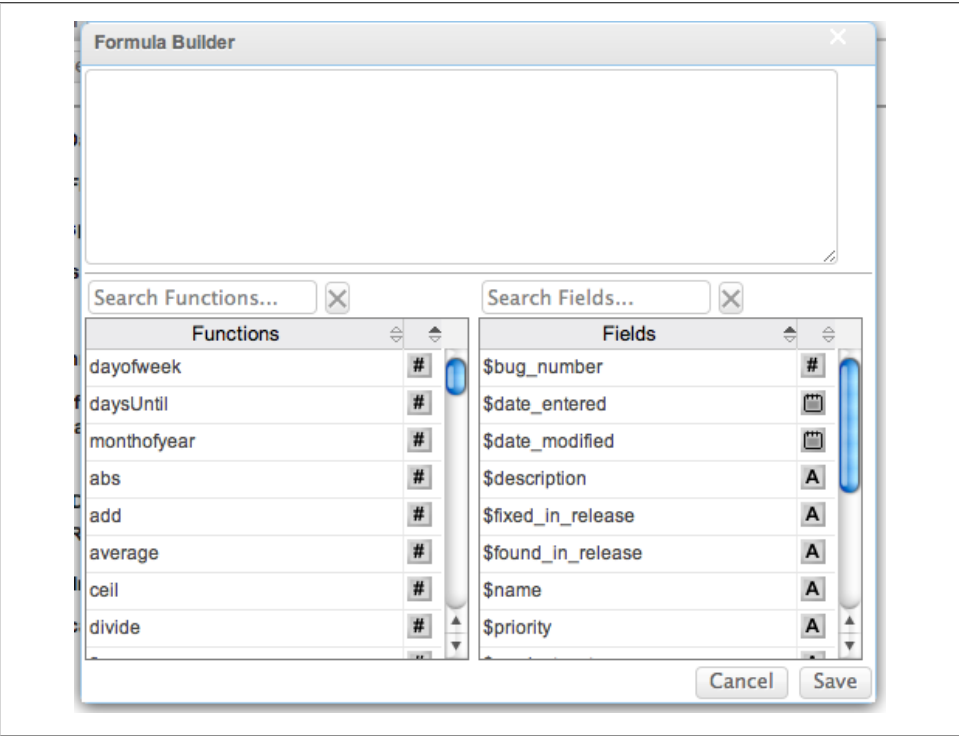 Formula Builder
Search Functions...
Search Fields...
Functions
Fields
dayofweek #
$bug_number #
daysUntil #
$date_entered
monthofyear #
$date_modified
abs #
$description A
add #
$fixed_in_release A
average #
$found_in_release A
ceil #
$name A
divide #
$priority A
Cancel
Save